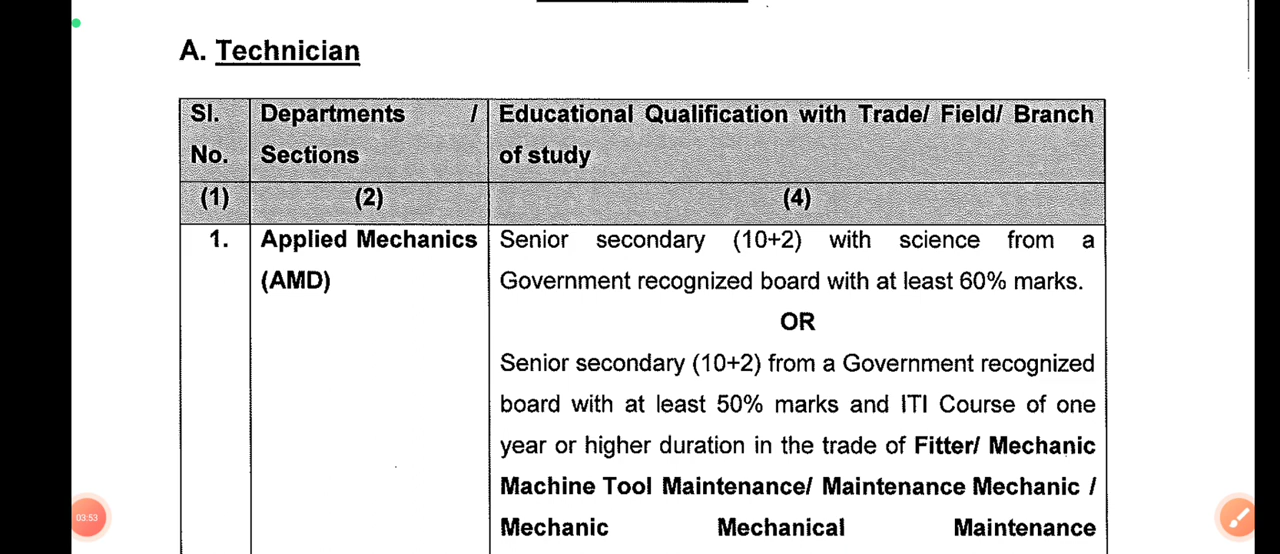 A. Technician
Sl. No.
Departments / Sections
Educational Qualification with Trade/ Field/ Branch of study
(1)
(2)
(4)
1.
Applied Mechanics
(AMD)
Senior secondary (10+2) with science from a
Government recognized board with at least 60% marks.
OR
Senior secondary (10+2) from a Government recognized
board with at least 50% marks and ITI Course of one
year or higher duration in the trade of Fitter/ Mechanic
Machine Tool Maintenance/ Maintenance Mechanic /
Mechanic Mechanical Maintenance
03:53